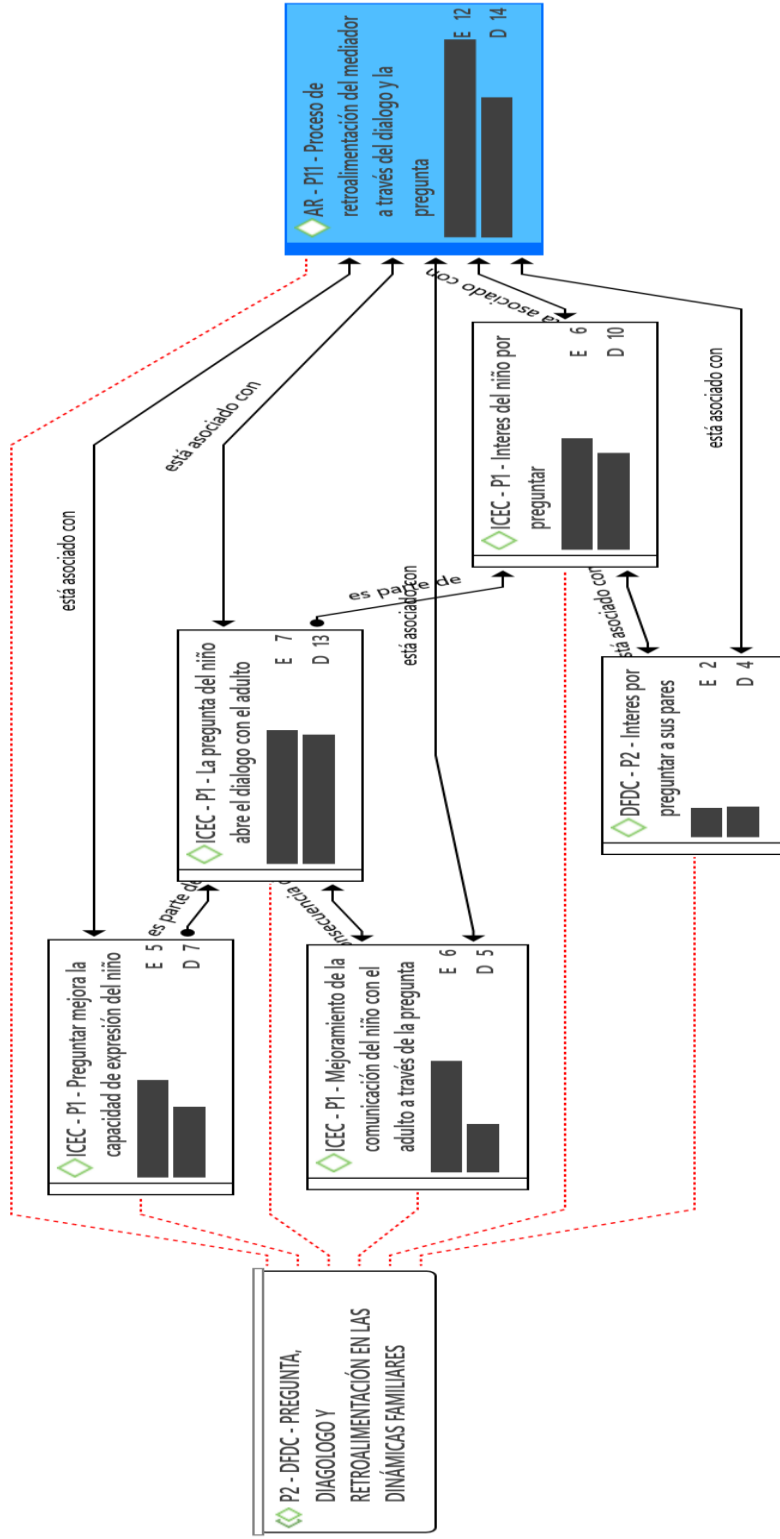 P2 - DFDC - PREGUNTA,
DIAGOLOGO Y
RETROALIMENTACIÓN EN LAS
DINÁMICAS FAMILIARES
ICEC - P1 - Preguntar mejora la
capacidad de expresión del niño
E 5
D 7
es parte de
ICEC - P1 - Mejoramiento de la
comunicación del niño con el
adulto a través de la pregunta
E 6
D 5
ICEC - P1 - La pregunta del niño
abre el dialogo con el adulto
E 7
D 13
es parte de
está asociado con
está asociado con
está asociado con
DFDC - P2 - Interes por
preguntar a sus pares
E 2
D 4
asociado con
ICEC - P1 - Interes del niño por
preguntar
E 6
D 10
asociado con
está asociado con
AR - P11 - Proceso de
retroalimentación del mediador
a través del dialogo y la
pregunta
E 12
D 14